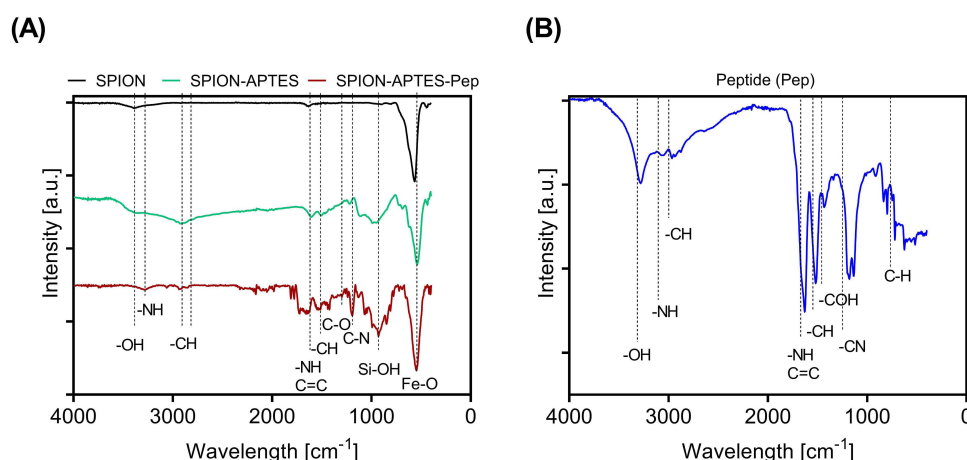 (A)
SPION SPION-APTES SPION-APTES-Pep
Intensity [a.u.]
-NH
-OH
-CH
C-O
C-N
-CH
-NH
C=C
Si-OH
Fe-O
4000 3000 2000 1000 0
Wavelength [cm-1]
(B)
Peptide (Pep)
Intensity [a.u.]
-CH
-NH
-OH
C-H
-COH
-CH
-CN
-NH
C=C
4000 3000 2000 1000 0
Wavelength [cm-1]